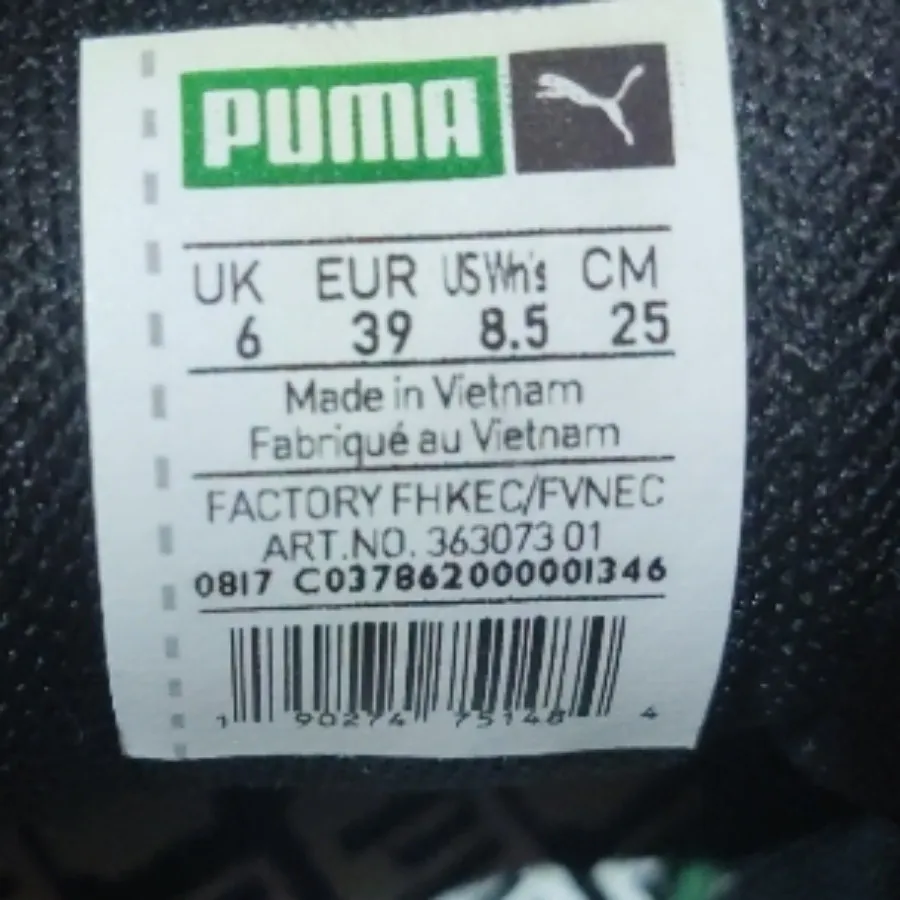 PUMA
UK EUR US Wn's CM
6 39 8.5 25
Made in Vietnam
Fabriqué au Vietnam
FACTORY FHKEC/FVNEC
ART.NO. 363073 01
0817 C037862000001346
1 90274 75148 4